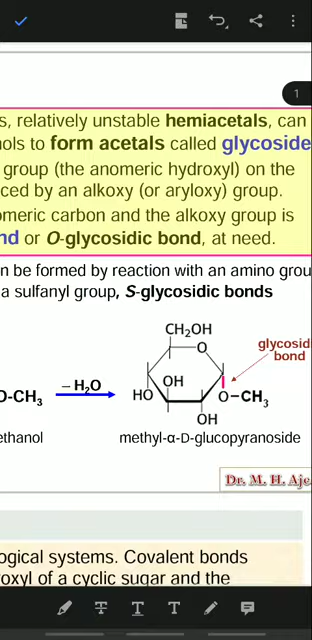 1
s, relatively unstable hemiacetals, can
ols to form acetals called glycoside
group (the anomeric hydroxyl) on the
ced by an alkoxy (or aryloxy) group.
omeric carbon and the alkoxy group is
nd or O-glycosidic bond, at need.
n be formed by reaction with an amino grou
a sulfanyl group, S-glycosidic bonds
CH₂OH
O
glycosid
bond
OH
HO
O-CH₃
OH
O-CH₃
– H₂O
ethanol
methyl-α-D-glucopyranoside
Dr. M. H. Aje
ogical systems. Covalent bonds
oxyl of a cyclic sugar and the